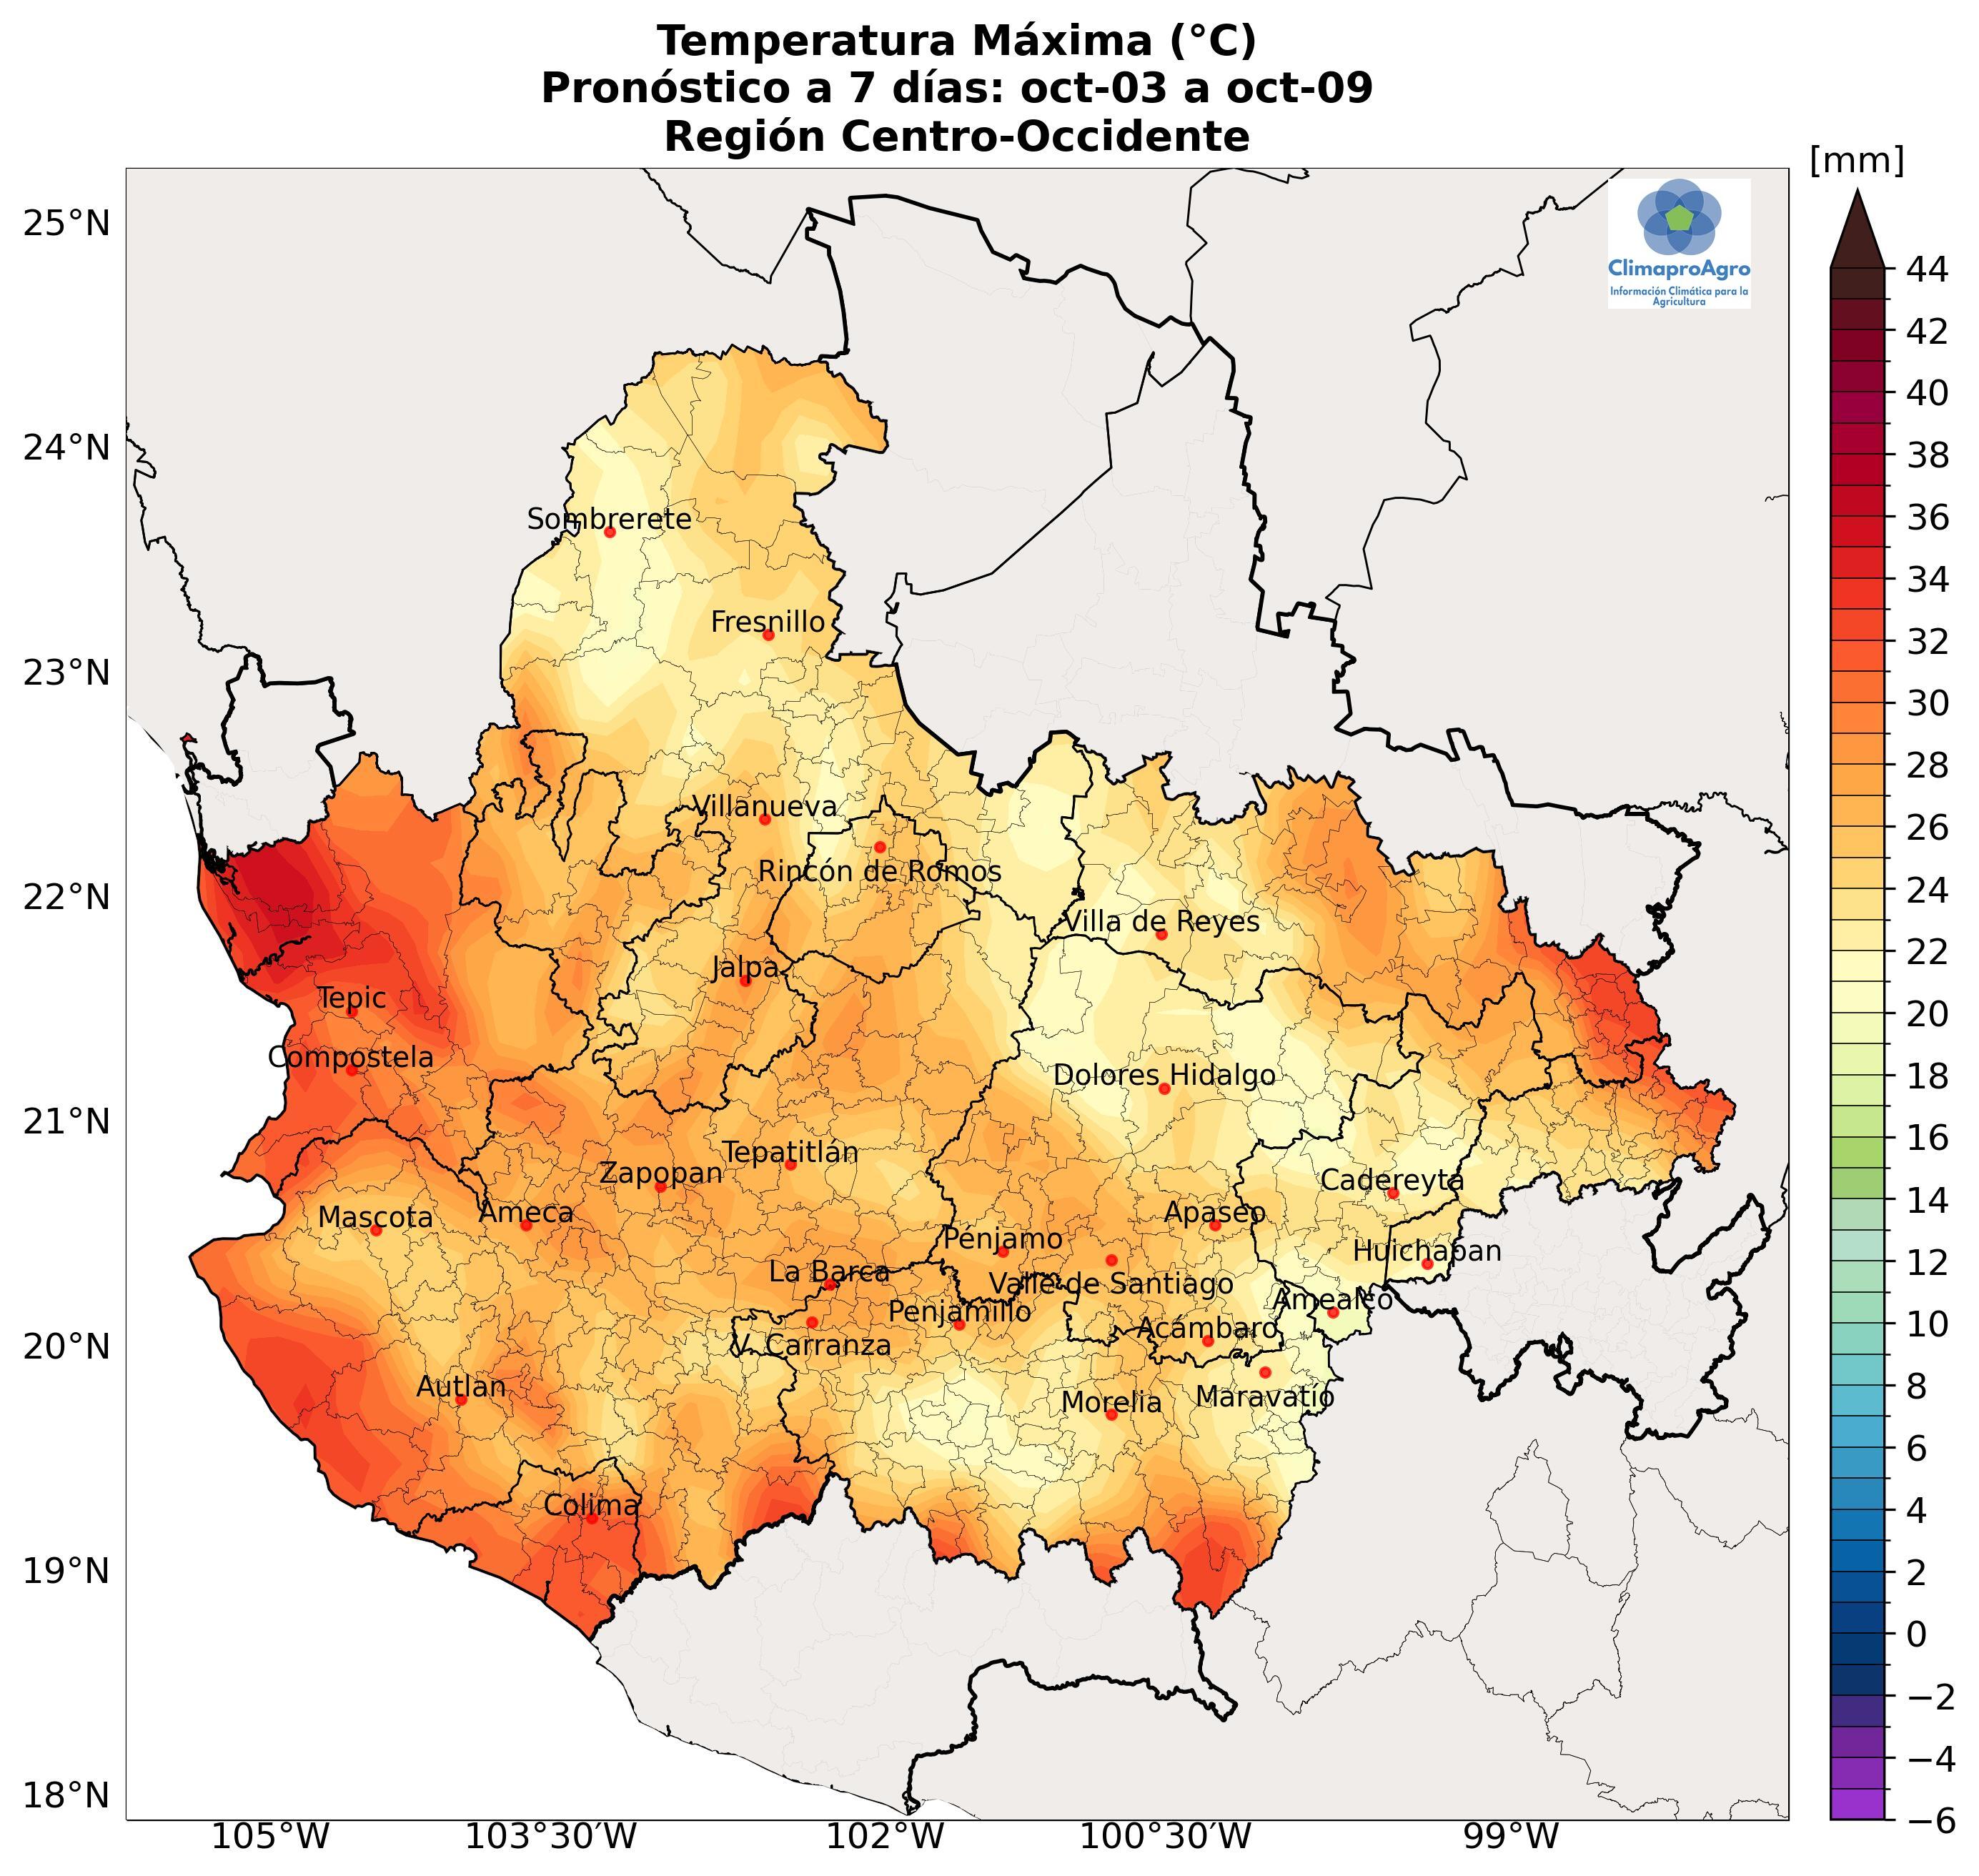 Temperatura Máxima (°C)
Pronóstico a 7 días: oct-03 a oct-09
Región Centro-Occidente
[mm]
ClimaproAgro
Información Climática para la
Agricultura
25°N
24°N
23°N
22°N
21°N
20°N
19°N
18°N
Sombrerete
Fresnillo
Villanueva
Rincón de Romos
Villa de Reyes
Jalpa
Tepic
Compostela
Dolores Hidalgo
Tepatitlán
Zapopan
Cadereyta
Mascota
Ameca
Apaseo
Pénjamo
Huichapan
La Barca
Valle de Santiago
Penjamillo
Amealco
V. Carranza
Acámbaro
Autlan
Morelia
Maravatío
Colima
105°W
103°30′W
102°W
100°30′W
99°W
44
42
40
38
36
34
32
30
28
26
24
22
20
18
16
14
12
10
8
6
4
2
0
−2
−4
−6